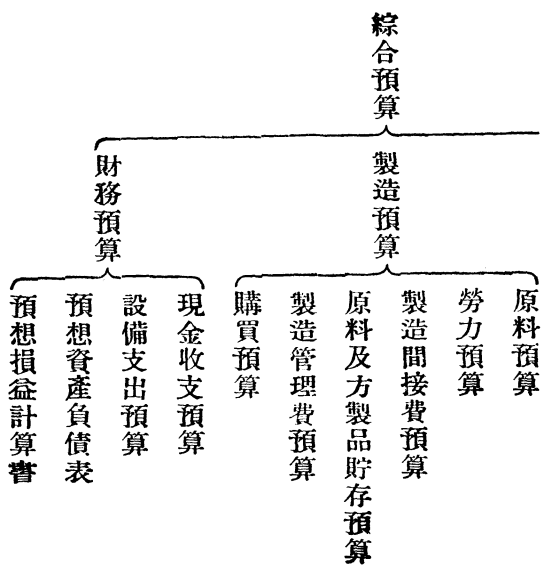 綜合預算
製造預算
原料預算
勞力預算
製造間接費預算
原料及方製品貯存預算
製造管理費預算
購買預算
財務預算
現金收支預算
設備支出預算
預想資產負債表
預想損益計算書